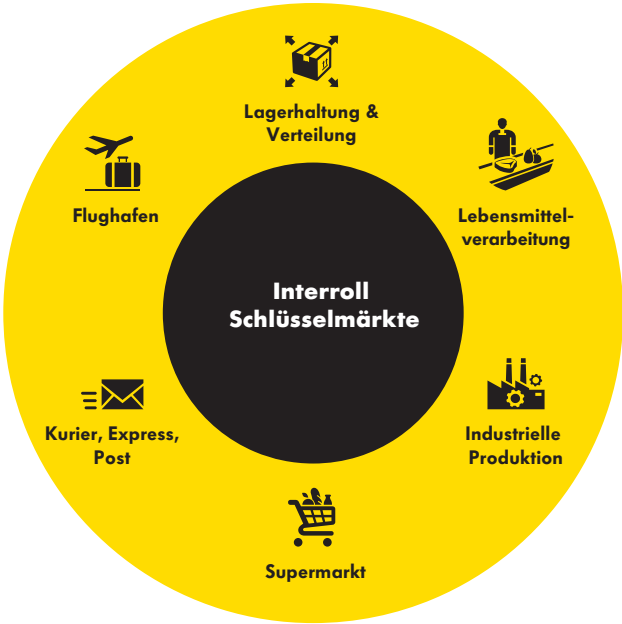 Lagerhaltung &
Verteilung
Flughafen
Lebensmittel-
verarbeitung
Interroll
Schlüsselmärkte
Kurier, Express,
Post
Industrielle
Produktion
Supermarkt